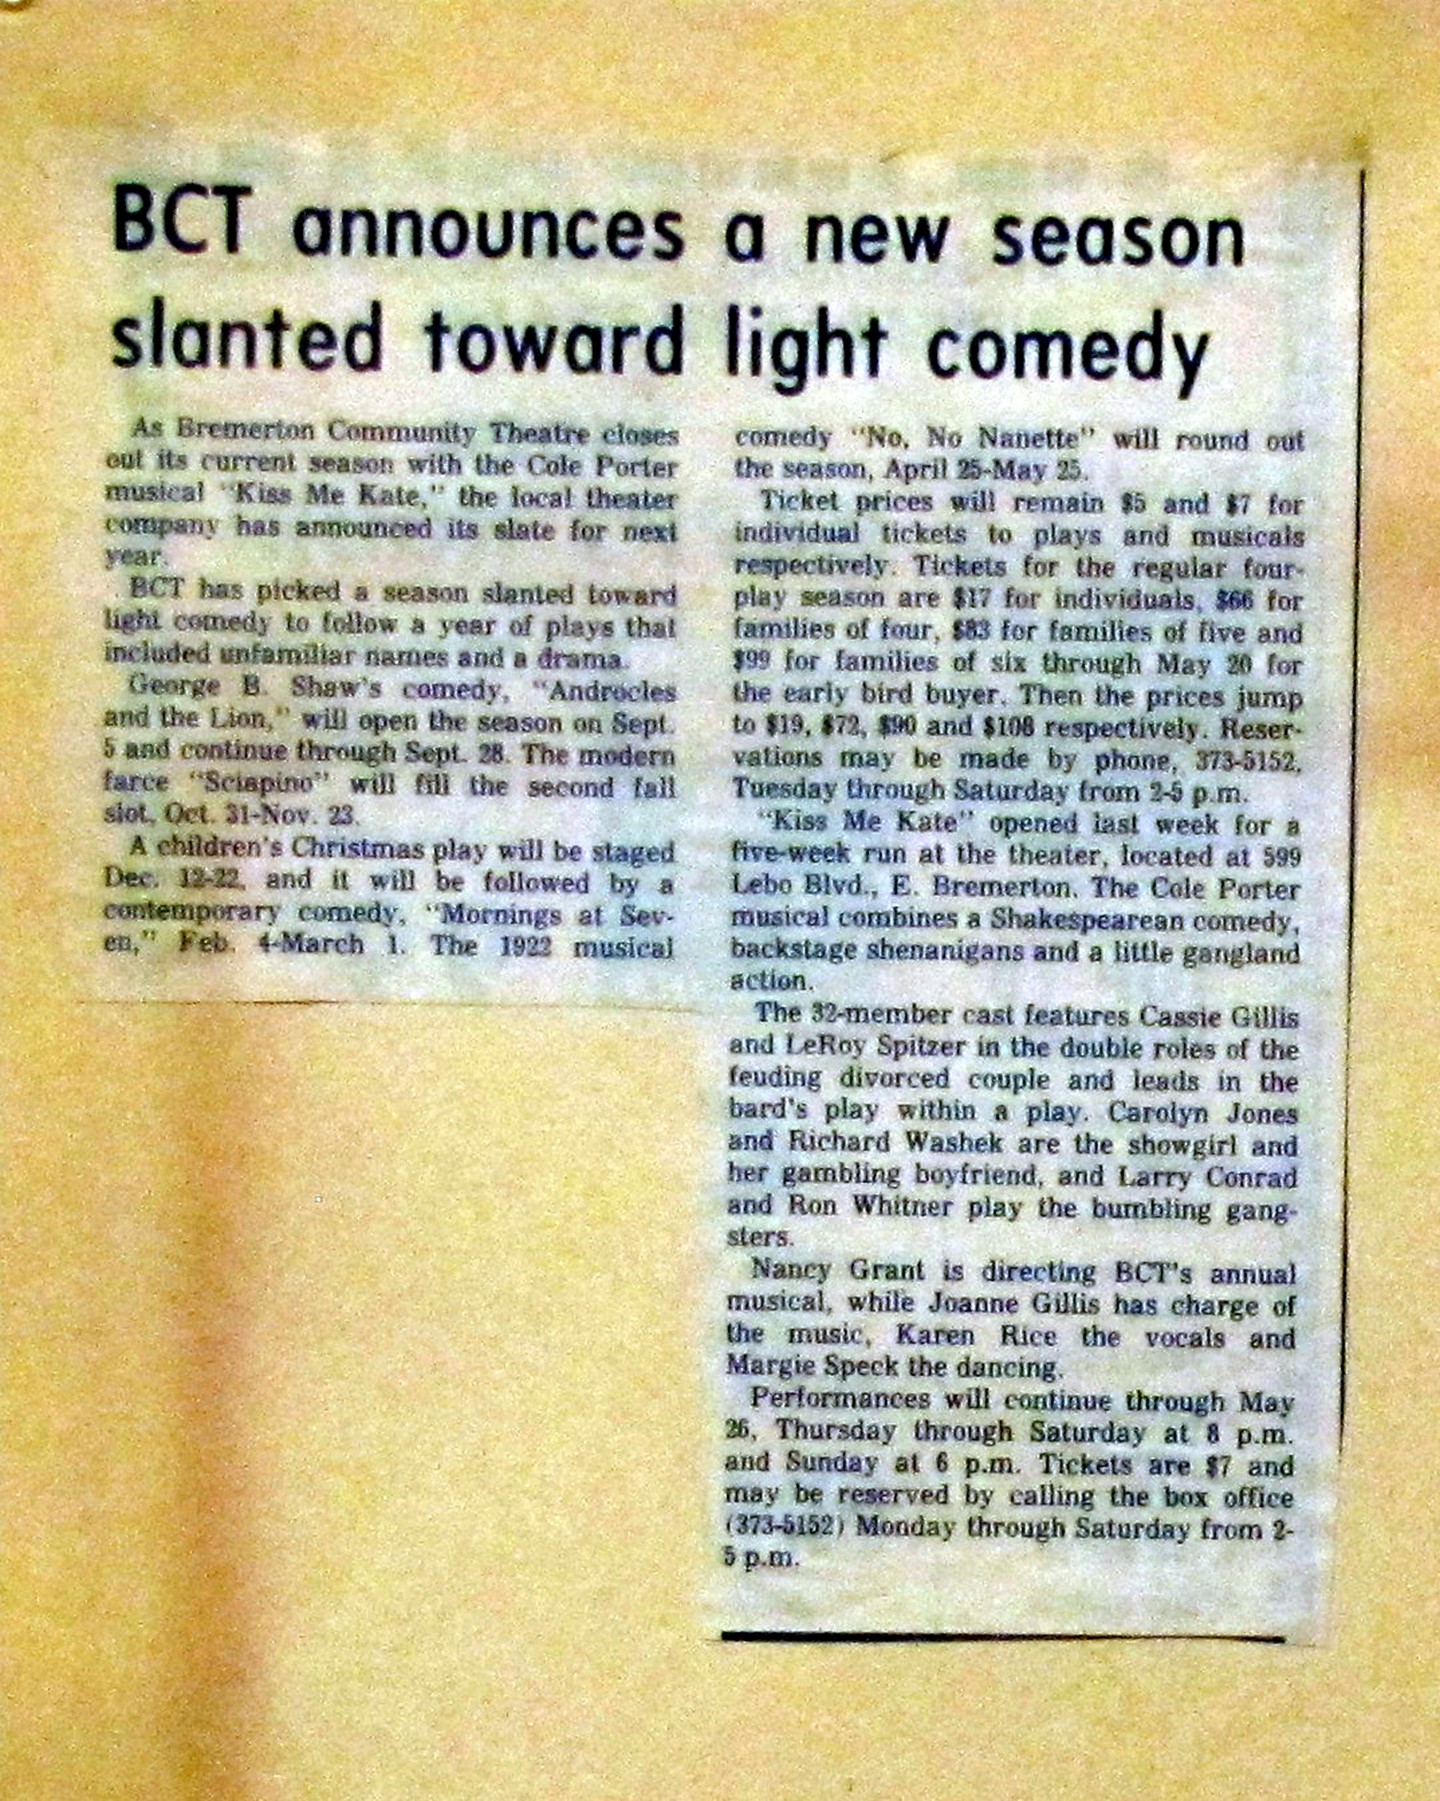 BCT announces a new season
slanted toward light comedy
As Bremerton Community Theatre closes
out its current season with the Cole Porter
musical "Kiss Me Kate," the local theater
company has announced its slate for next
year.
BCT has picked a season slanted toward
light comedy to follow a year of plays that
included unfamiliar names and a drama.
George B. Shaw's comedy, "Androcles
and the Lion," will open the season on Sept.
5 and continue through Sept. 28. The modern
farce "Sciapino" will fill the second fall
slot, Oct. 31-Nov. 23.
A children's Christmas play will be staged
Dec. 12-22, and it will be followed by a
contemporary comedy, "Mornings at Sev-
en," Feb. 4-March 1. The 1922 musical
comedy "No, No Nanette" will round out
the season, April 25-May 25.
Ticket prices will remain $5 and $7 for
individual tickets to plays and musicals
respectively. Tickets for the regular four-
play season are $17 for individuals, $66 for
families of four, $83 for families of five and
$99 for families of six through May 20 for
the early bird buyer. Then the prices jump
to $19, $72, $90 and $108 respectively. Reser-
vations may be made by phone, 373-5152,
Tuesday through Saturday from 2-5 p.m.
"Kiss Me Kate" opened last week for a
five-week run at the theater, located at 599
Lebo Blvd., E. Bremerton. The Cole Porter
musical combines a Shakespearean comedy,
backstage shenanigans and a little gangland
action.
The 32-member cast features Cassie Gillis
and LeRoy Spitzer in the double roles of the
feuding divorced couple and leads in the
bard's play within a play. Carolyn Jones
and Richard Washek are the showgirl and
her gambling boyfriend, and Larry Conrad
and Ron Whitner play the bumbling gang-
sters.
Nancy Grant is directing BCT's annual
musical, while Joanne Gillis has charge of
the music, Karen Rice the vocals and
Margie Speck the dancing.
Performances will continue through May
26, Thursday through Saturday at 8 p.m.
and Sunday at 6 p.m. Tickets are $7 and
may be reserved by calling the box office
(373-5152) Monday through Saturday from 2-
5 p.m.